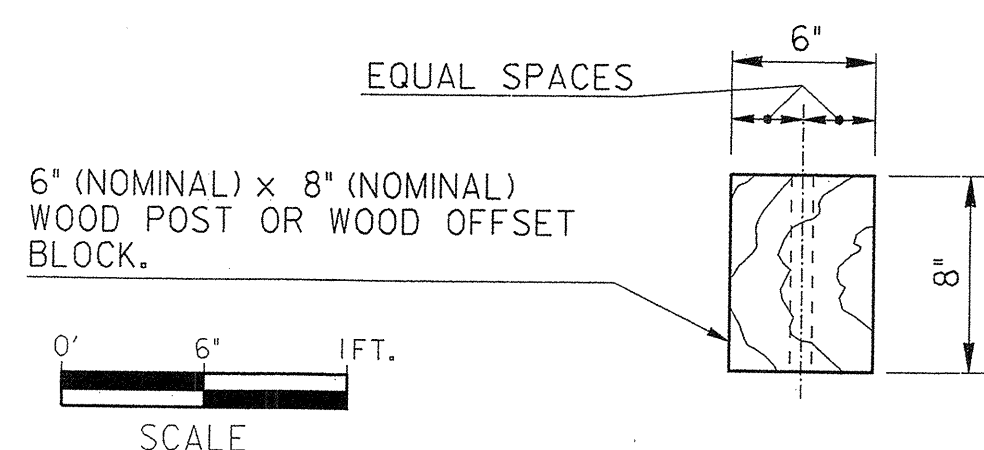 6"
EQUAL SPACES
6" (NOMINAL) x 8" (NOMINAL)
WOOD POST OR WOOD OFFSET
BLOCK.
8"
0' 6" 1FT.
SCALE